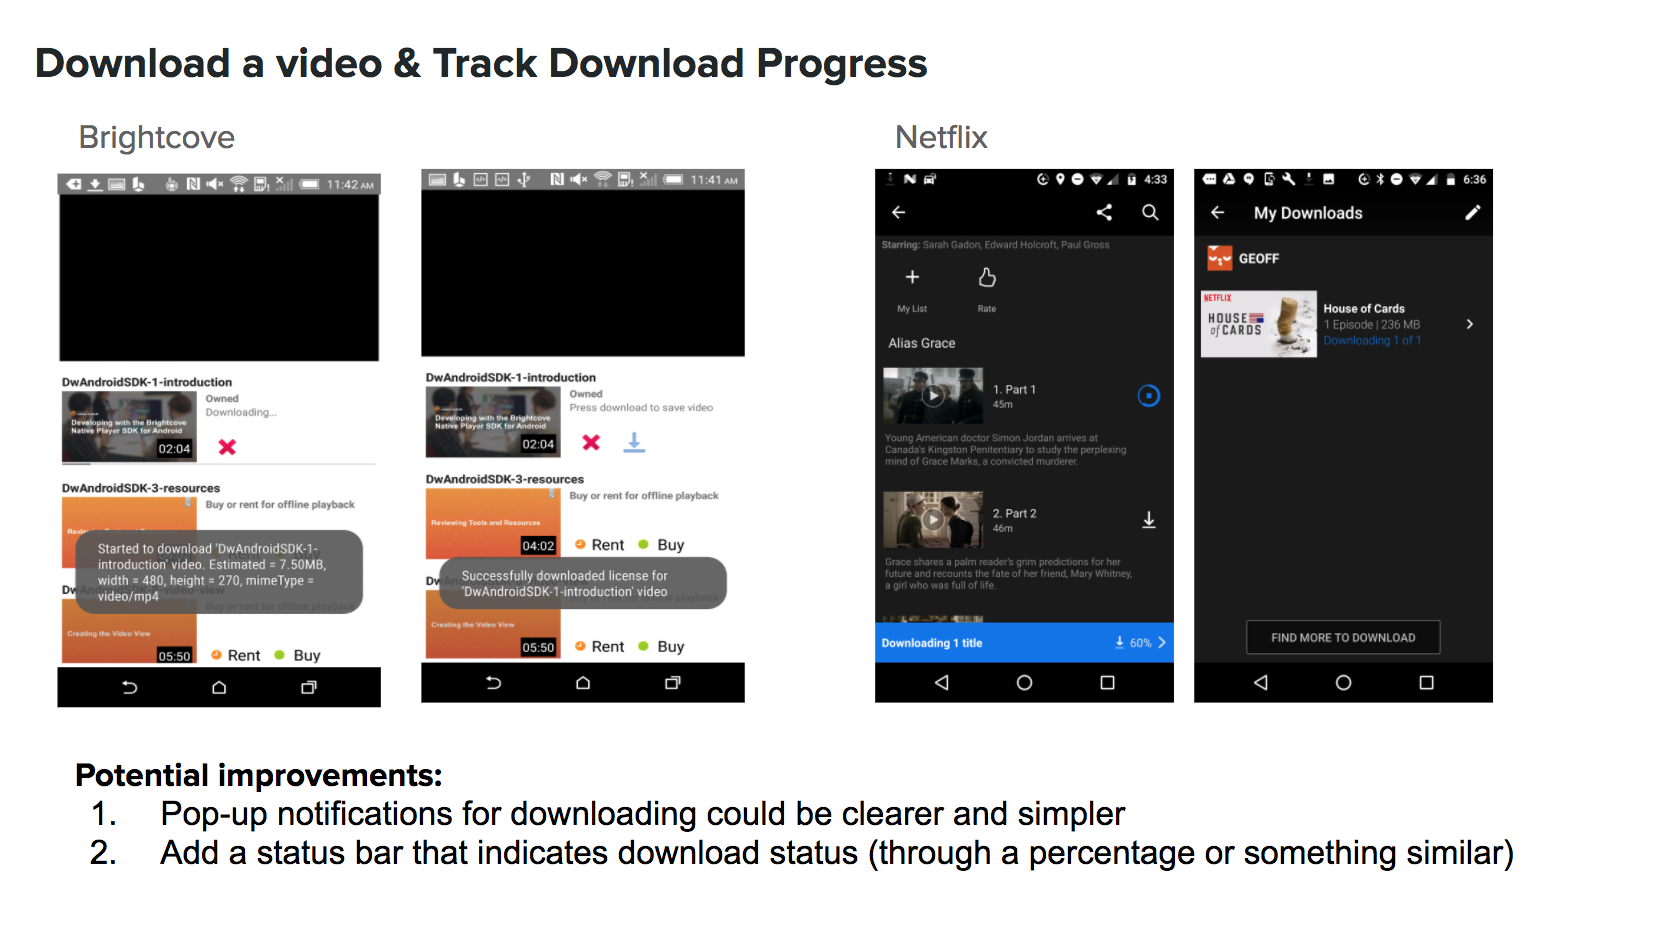 Download a video & Track Download Progress
Brightcove
Netflix
11:42 AM
DwAndroidSDK-1-introduction
Owned
Downloading...
Developing with the Brightcove
Native Player SDK for Android
02:04
DwAndroidSDK-3-resources
Buy or rent for offline playback
Started to download 'DwAndroidSDK-1-
introduction' video. Estimated = 7.50MB,
width = 480, height = 270, mimeType =
video/mp4
Buy or rent for offline playback
Creating the Video View
05:50
Rent Buy
11:41 AM
DwAndroidSDK-1-introduction
Owned
Press download to save video
Developing with the Brightcove
Native Player SDK for Android
02:04
DwAndroidSDK-3-resources
Buy or rent for offline playback
Reviewing Tools and Resources
04:02
Rent Buy
Successfully downloaded license for
'DwAndroidSDK-1-introduction' video
Creating the Video View
05:50
Rent Buy
4:33
Starring: Sarah Gadon, Edward Holcroft, Paul Gross
My List Rate
Alias Grace
1. Part 1
45m
Young American doctor Simon Jordan arrives at
Canada's Kingston Penitentiary to study the perplexing
mind of Grace Marks, a convicted murderer.
2. Part 2
46m
Grace shares a palm reader's grim predictions for her
future and recounts the fate of her friend, Mary Whitney,
a girl who was full of life.
Downloading 1 title 60%
6:36
My Downloads
GEOFF
NETFLIX
HOUSE
of CARDS
House of Cards
1 Episode | 236 MB
Downloading 1 of 1
FIND MORE TO DOWNLOAD
Potential improvements:
1. Pop-up notifications for downloading could be clearer and simpler
2. Add a status bar that indicates download status (through a percentage or something similar)